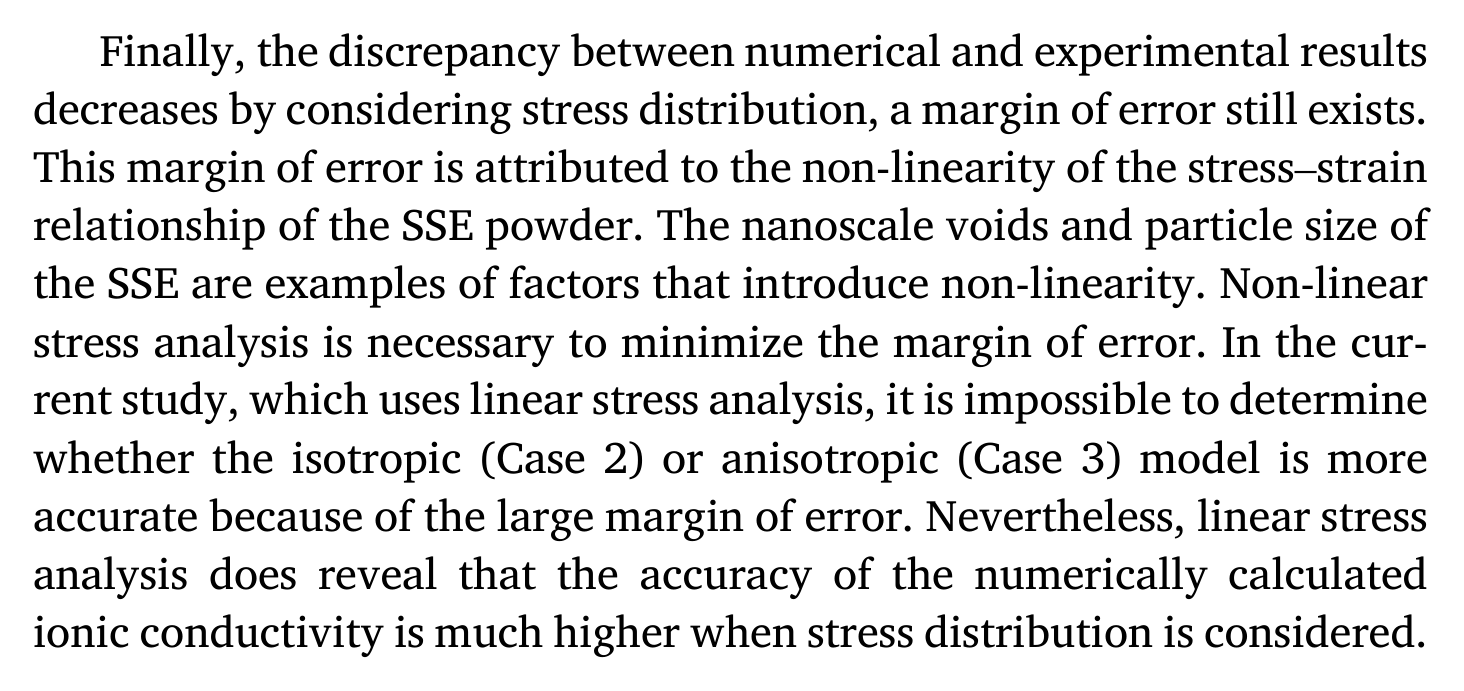 Finally, the discrepancy between numerical and experimental results
decreases by considering stress distribution, a margin of error still exists.
This margin of error is attributed to the non-linearity of the stress–strain
relationship of the SSE powder. The nanoscale voids and particle size of
the SSE are examples of factors that introduce non-linearity. Non-linear
stress analysis is necessary to minimize the margin of error. In the cur-
rent study, which uses linear stress analysis, it is impossible to determine
whether the isotropic (Case 2) or anisotropic (Case 3) model is more
accurate because of the large margin of error. Nevertheless, linear stress
analysis does reveal that the accuracy of the numerically calculated
ionic conductivity is much higher when stress distribution is considered.